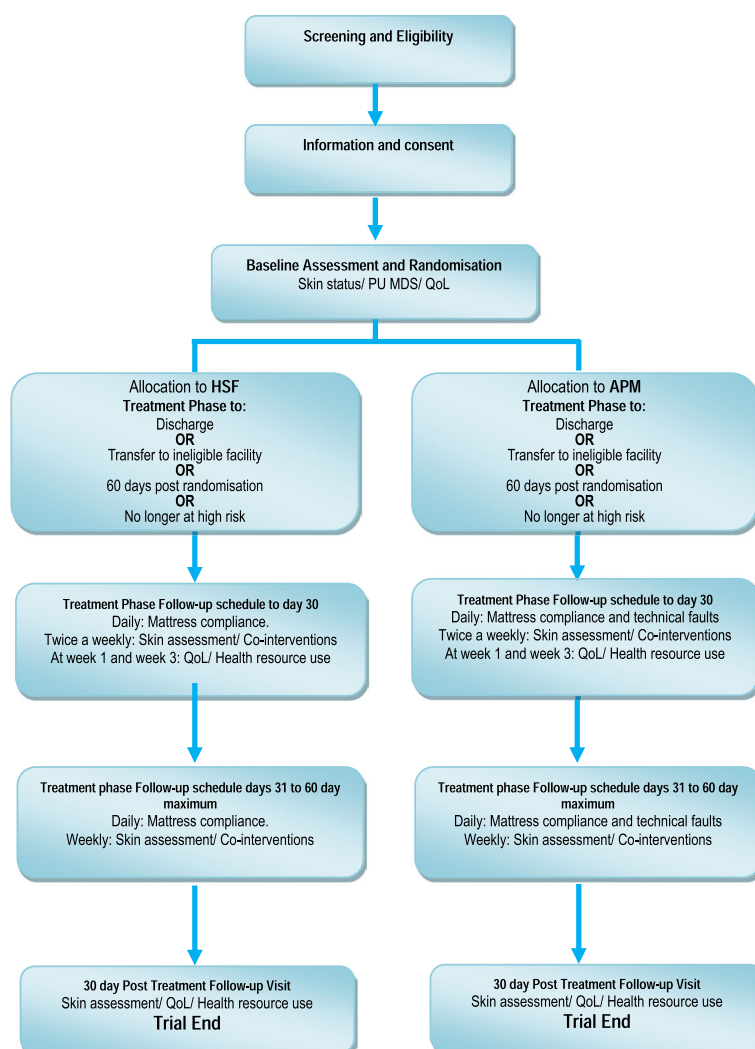 Screening and Eligibility
Information and consent
Baseline Assessment and Randomisation
Skin status/ PU MDS/ QoL
Allocation to HSF
Treatment Phase to:
Discharge
OR
Transfer to ineligible facility
OR
60 days post randomisation
OR
No longer at high risk
Allocation to APM
Treatment Phase to:
Discharge
OR
Transfer to ineligible facility
OR
60 days post randomisation
OR
No longer at high risk
Treatment Phase Follow-up schedule to day 30
Daily: Mattress compliance.
Twice a weekly: Skin assessment/ Co-interventions
At week 1 and week 3: QoL/ Health resource use
Treatment Phase Follow-up schedule to day 30
Daily: Mattress compliance and technical faults
Twice a weekly: Skin assessment/ Co-interventions
At week 1 and week 3: QoL/ Health resource use
Treatment phase Follow-up schedule days 31 to 60 day
maximum
Daily: Mattress compliance.
Weekly: Skin assessment/ Co-interventions
Treatment phase Follow-up schedule days 31 to 60 day
maximum
Daily: Mattress compliance and technical faults
Weekly: Skin assessment/ Co-interventions
30 day Post Treatment Follow-up Visit
Skin assessment/ QoL/ Health resource use
Trial End
30 day Post Treatment Follow-up Visit
Skin assessment/ QoL/ Health resource use
Trial End